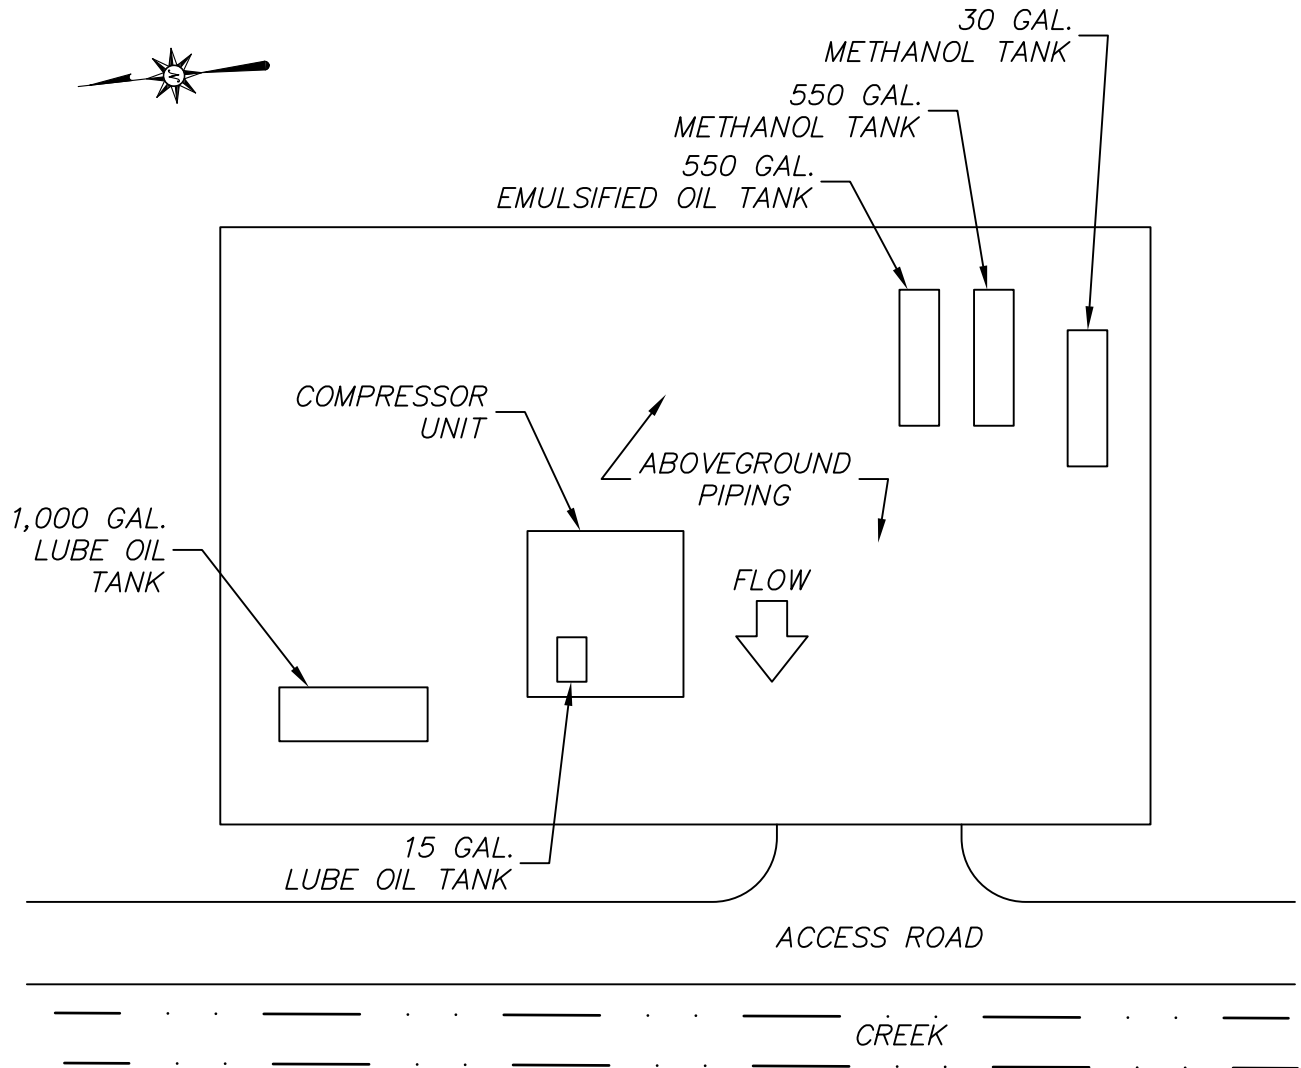 30 GAL.
METHANOL TANK
550 GAL.
METHANOL TANK
550 GAL.
EMULSIFIED OIL TANK
N
COMPRESSOR
UNIT
ABOVEGROUND
PIPING
1,000 GAL.
LUBE OIL
TANK
FLOW
15 GAL.
LUBE OIL TANK
ACCESS ROAD
CREEK